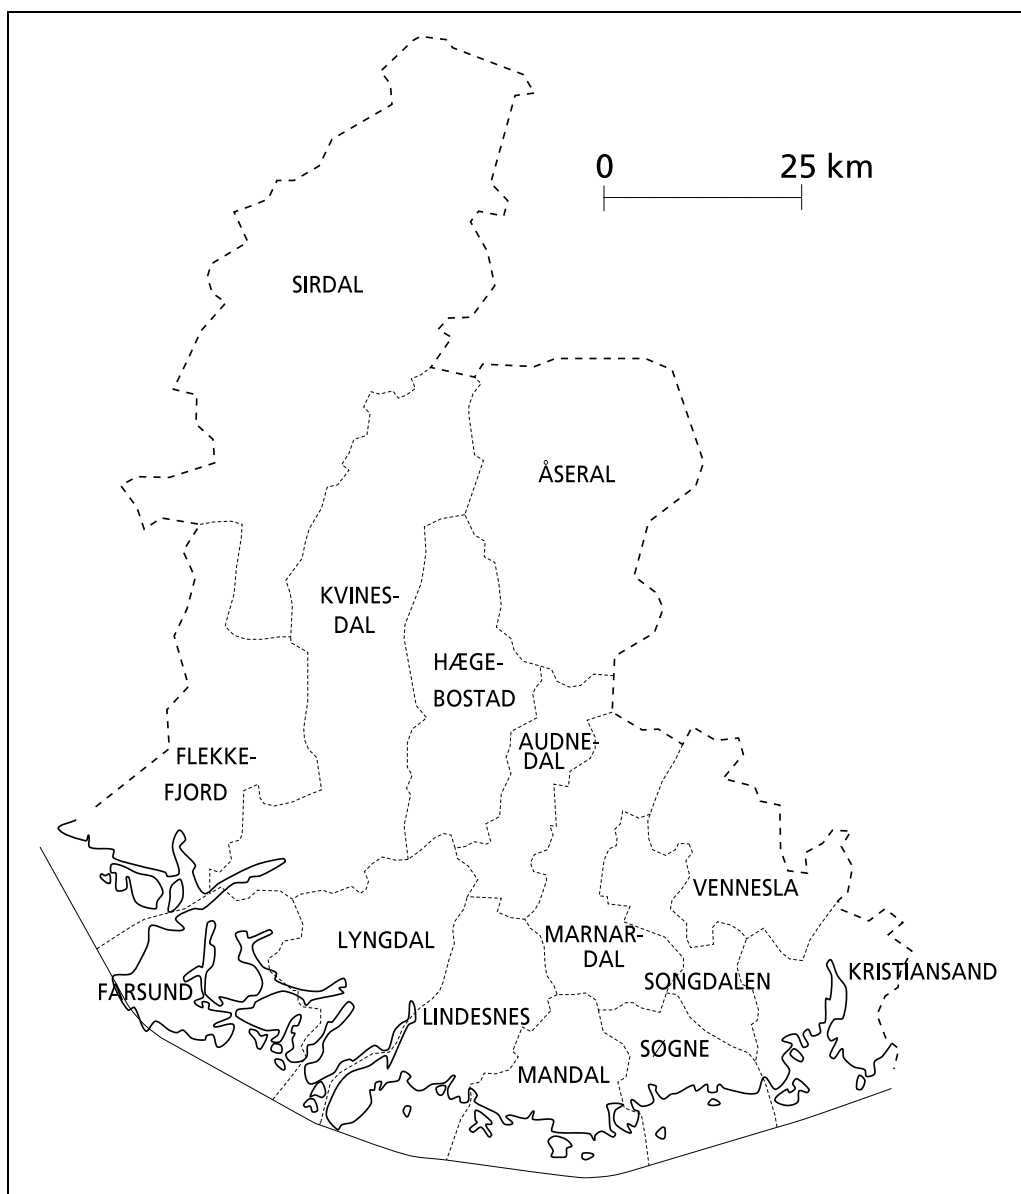 0 25 km
SIRDAL
ÅSERAL
KVINES-
DAL
HÆGE-
BOSTAD
AUDNE-
DAL
FLEKKE-
FJORD
VENNESLA
LYNGDAL
MARNAR-
DAL
SONGDALEN
KRISTIANSAND
FARSUND
LINDESNES
SØGNE
MANDAL